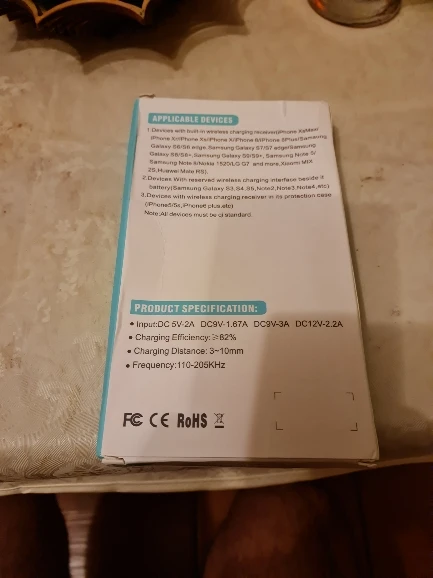 APPLICABLE DEVICES
1.Devices with built-in wireless charging receiver(iPhone Xs Max/
iPhone Xr/iPhone Xs/iPhone X/iPhone 8/iPhone 8Plus/Samsung
Galaxy S6/S6 edge,Samsung Galaxy S7/S7 edge/Samsung
Galaxy S8/S8+,Samsung Galaxy S9/S9+, Samsung Note 5/
Samsung Note 8/Nokia 1520/LG G7 and more,Xiaomi MIX
2S,Huawei Mate RS).
2.Devices With reserved wireless charging interface beside it
battery(Samsung Galaxy S3,S4,S5,Note2,Note3,Note4,etc)
3.Devices with wireless charging receiver in its protection case
(iPhone5/5s,iPhone6 plus,etc)
Note:All devices must be ci standard.
PRODUCT SPECIFICATION:
• Input:DC 5V-2A DC9V-1.67A DC9V-3A DC12V-2.2A
• Charging Efficiency:≥82%
• Charging Distance: 3~10mm
• Frequency:110-205KHz
FC CE RoHS